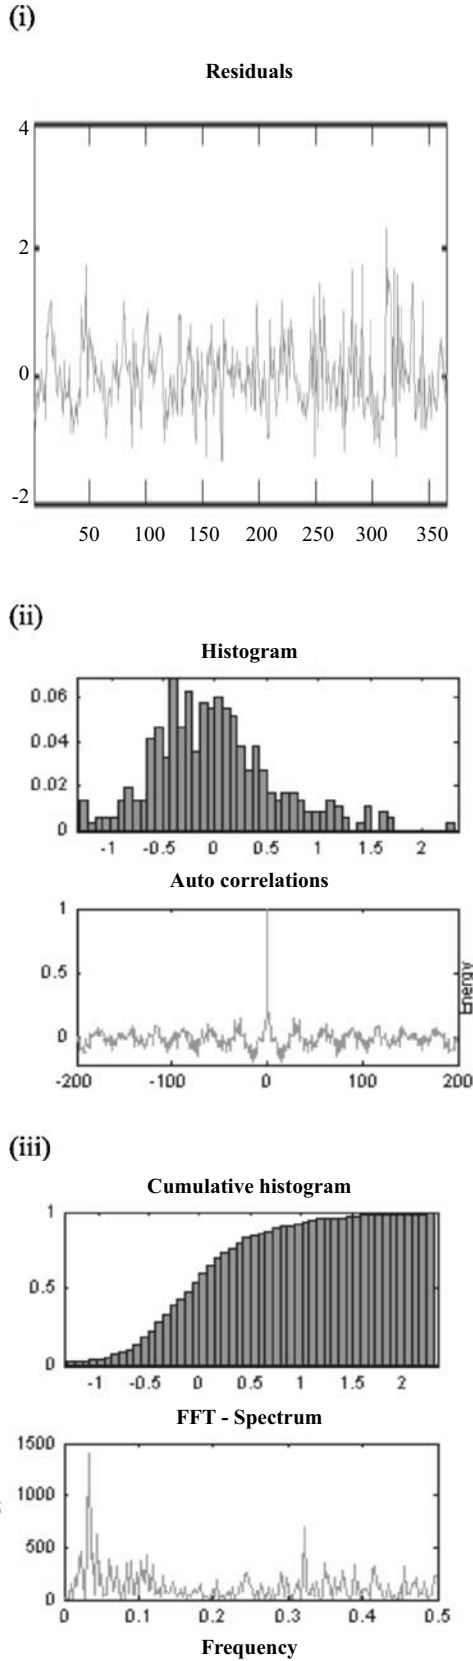 (i)
Residuals
4
2
0
-2
50 100 150 200 250 300 350
(ii)
Histogram
0.06
0.04
0.02
0
-1 -0.5 0 0.5 1 1.5 2
Auto correlations
1
0.5
0
Energy
-200 -100 0 100 200
(iii)
Cumulative histogram
1
0.5
0
-1 -0.5 0 0.5 1 1.5 2
FFT - Spectrum
1500
1000
500
0
0 0.1 0.2 0.3 0.4 0.5
Frequency